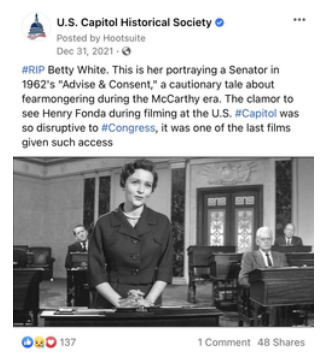 U.S. Capitol Historical Society
Posted by Hootsuite
Dec 31, 2021 ·
#RIP Betty White. This is her portraying a Senator in
1962's "Advise & Consent," a cautionary tale about
fearmongering during the McCarthy era. The clamor to
see Henry Fonda during filming at the U.S. #Capitol was
so disruptive to #Congress, it was one of the last films
given such access
137
1 Comment 48 Shares